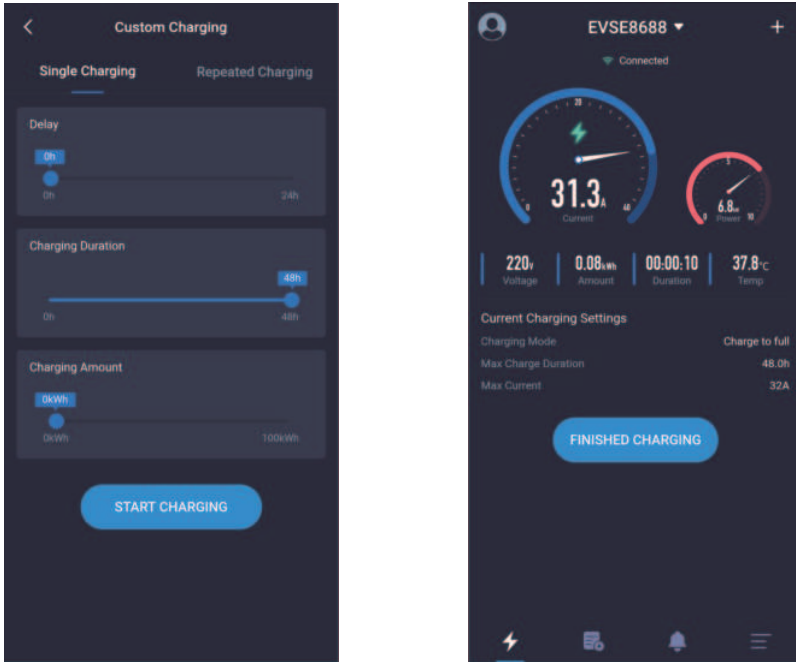 Custom Charging
Single Charging Repeated Charging
Delay
0h
0h 24h
Charging Duration
48h
0h 48h
Charging Amount
0kWh
0kWh 100kWh
START CHARGING
EVSE8688
Connected
20
0 40
31.3A
Current
5
0 10
6.8kW
Power
220V 0.08kWh 00:00:10 37.8°C
Voltage Amount Duration Temp
Current Charging Settings
Charging Mode Charge to full
Max Charge Duration 48.0h
Max Current 32A
FINISHED CHARGING